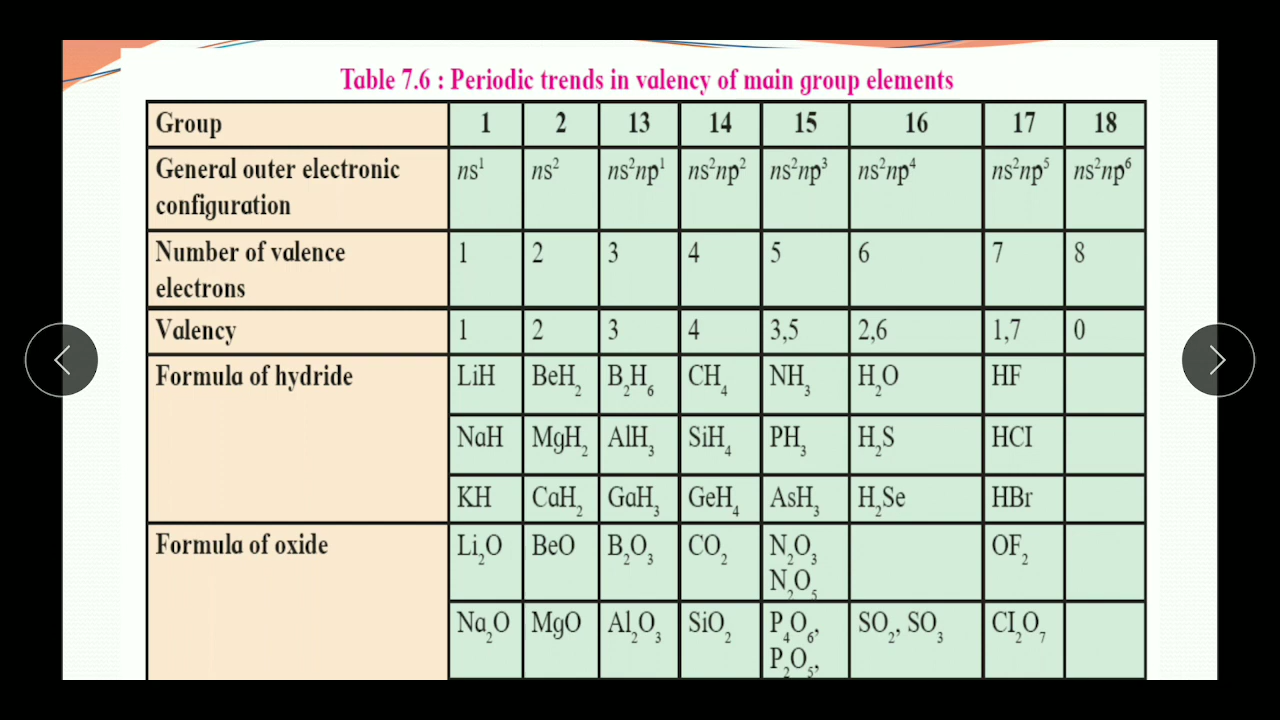 Table 7.6 : Periodic trends in valency of main group elements
Group 1 2 13 14 15 16 17 18
General outer electronic configuration ns¹ ns² ns²np¹ ns²np² ns²np³ ns²np⁴ ns²np⁵ ns²np⁶
Number of valence electrons 1 2 3 4 5 6 7 8
Valency 1 2 3 4 3,5 2,6 1,7 0
Formula of hydride LiH BeH₂ B₂H₆ CH₄ NH₃ H₂O HF
NaH MgH₂ AlH₃ SiH₄ PH₃ H₂S HCI
KH CaH₂ GaH₃ GeH₄ AsH₃ H₂Se HBr
Formula of oxide Li₂O BeO B₂O₃ CO₂ N₂O₃ N₂O₅ OF₂
Na₂O MgO Al₂O₃ SiO₂ P₄O₆, P₂O₅, SO₂, SO₃ CI₂O₇